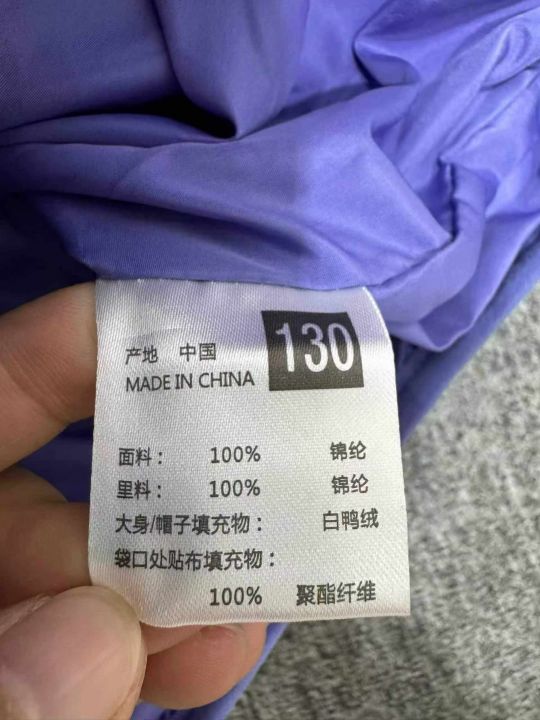 产地 中国
MADE IN CHINA
130
面料： 100% 锦纶
里料： 100% 锦纶
大身/帽子填充物： 白鸭绒
袋口处贴布填充物：
100% 聚酯纤维